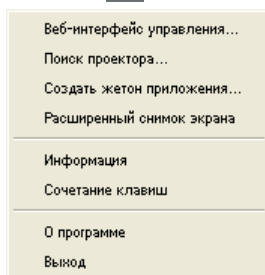 Веб-интерфейс управления...
Поиск проектора...
Создать жетон приложения...
Расширенный снимок экрана
Информация
Сочетание клавиш
О программе
Выход